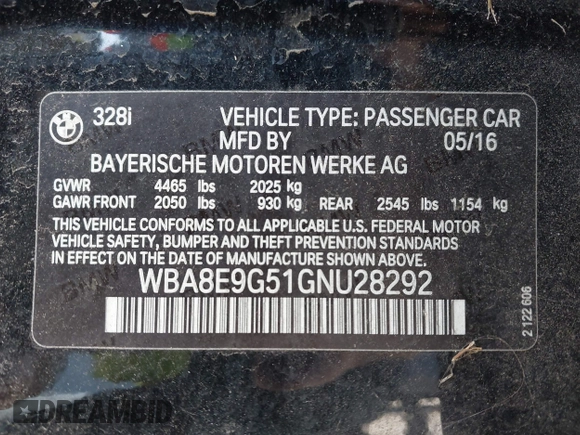 328i VEHICLE TYPE: PASSENGER CAR
MFD BY 05/16
BAYERISCHE MOTOREN WERKE AG
GVWR 4465 lbs 2025 kg
GAWR FRONT 2050 lbs 930 kg REAR 2545 lbs 1154 kg
THIS VEHICLE CONFORMS TO ALL APPLICABLE U.S. FEDERAL MOTOR
VEHICLE SAFETY, BUMPER AND THEFT PREVENTION STANDARDS
IN EFFECT ON THE DATE OF MANUFACTURE SHOWN ABOVE.
WBA8E9G51GNU28292
2 122 606
DREAMBID